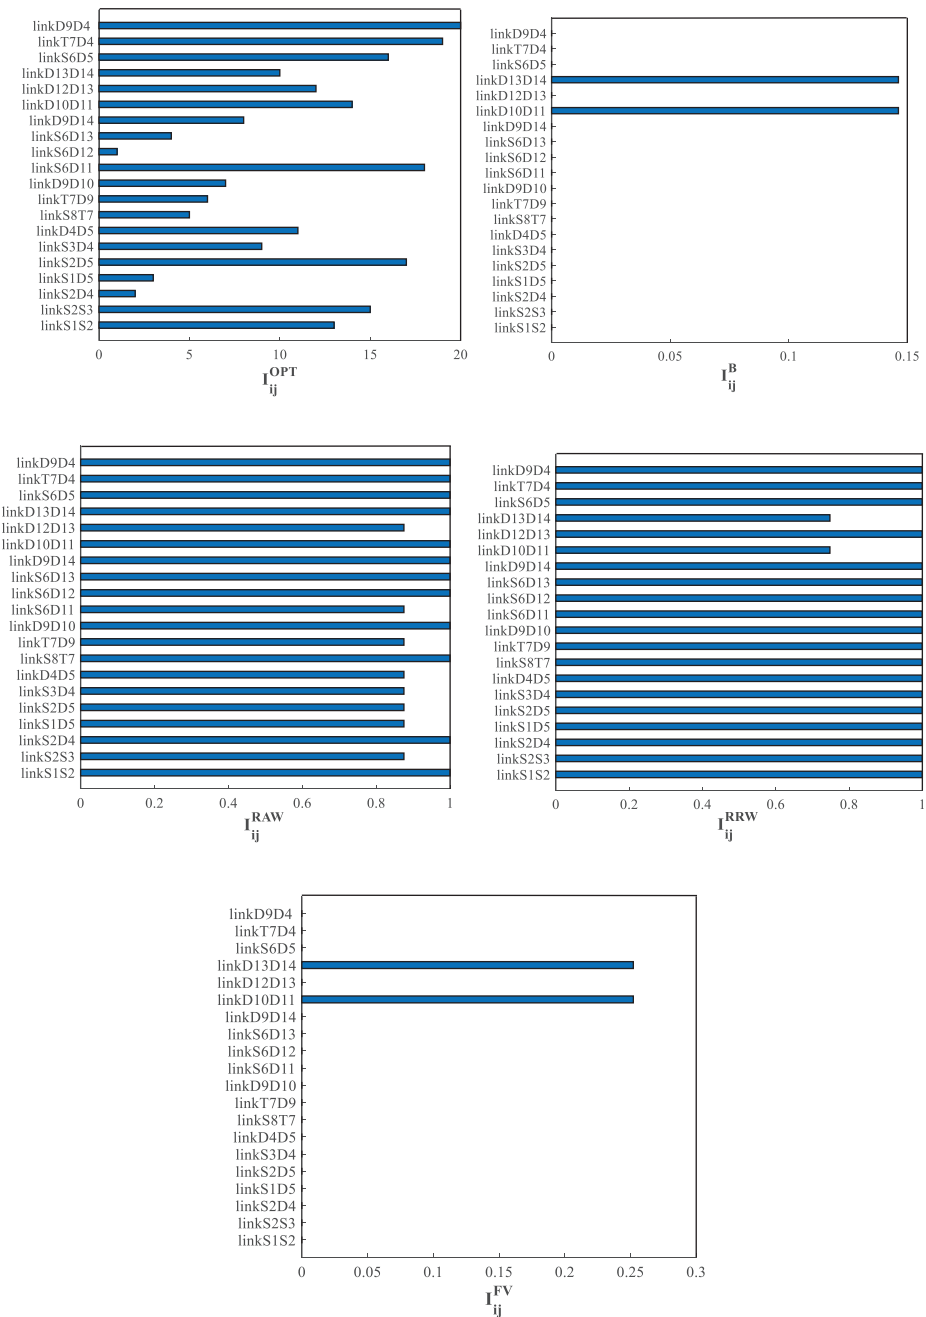 linkD9D4
linkT7D4
linkS6D5
linkD13D14
linkD12D13
linkD10D11
linkD9D14
linkS6D13
linkS6D12
linkS6D11
linkD9D10
linkT7D9
linkS8T7
linkD4D5
linkS3D4
linkS2D5
linkS1D5
linkS2D4
linkS2S3
linkS1S2
0 5 10 15 20
I_ij^OPT
linkD9D4
linkT7D4
linkS6D5
linkD13D14
linkD12D13
linkD10D11
linkD9D14
linkS6D13
linkS6D12
linkS6D11
linkD9D10
linkT7D9
linkS8T7
linkD4D5
linkS3D4
linkS2D5
linkS1D5
linkS2D4
linkS2S3
linkS1S2
0 0.05 0.1 0.15
I_ij^B
linkD9D4
linkT7D4
linkS6D5
linkD13D14
linkD12D13
linkD10D11
linkD9D14
linkS6D13
linkS6D12
linkS6D11
linkD9D10
linkT7D9
linkS8T7
linkD4D5
linkS3D4
linkS2D5
linkS1D5
linkS2D4
linkS2S3
linkS1S2
0 0.2 0.4 0.6 0.8 1
I_ij^RAW
linkD9D4
linkT7D4
linkS6D5
linkD13D14
linkD12D13
linkD10D11
linkD9D14
linkS6D13
linkS6D12
linkS6D11
linkD9D10
linkT7D9
linkS8T7
linkD4D5
linkS3D4
linkS2D5
linkS1D5
linkS2D4
linkS2S3
linkS1S2
0 0.2 0.4 0.6 0.8 1
I_ij^RRW
linkD9D4
linkT7D4
linkS6D5
linkD13D14
linkD12D13
linkD10D11
linkD9D14
linkS6D13
linkS6D12
linkS6D11
linkD9D10
linkT7D9
linkS8T7
linkD4D5
linkS3D4
linkS2D5
linkS1D5
linkS2D4
linkS2S3
linkS1S2
0 0.05 0.1 0.15 0.2 0.25 0.3
I_ij^FV